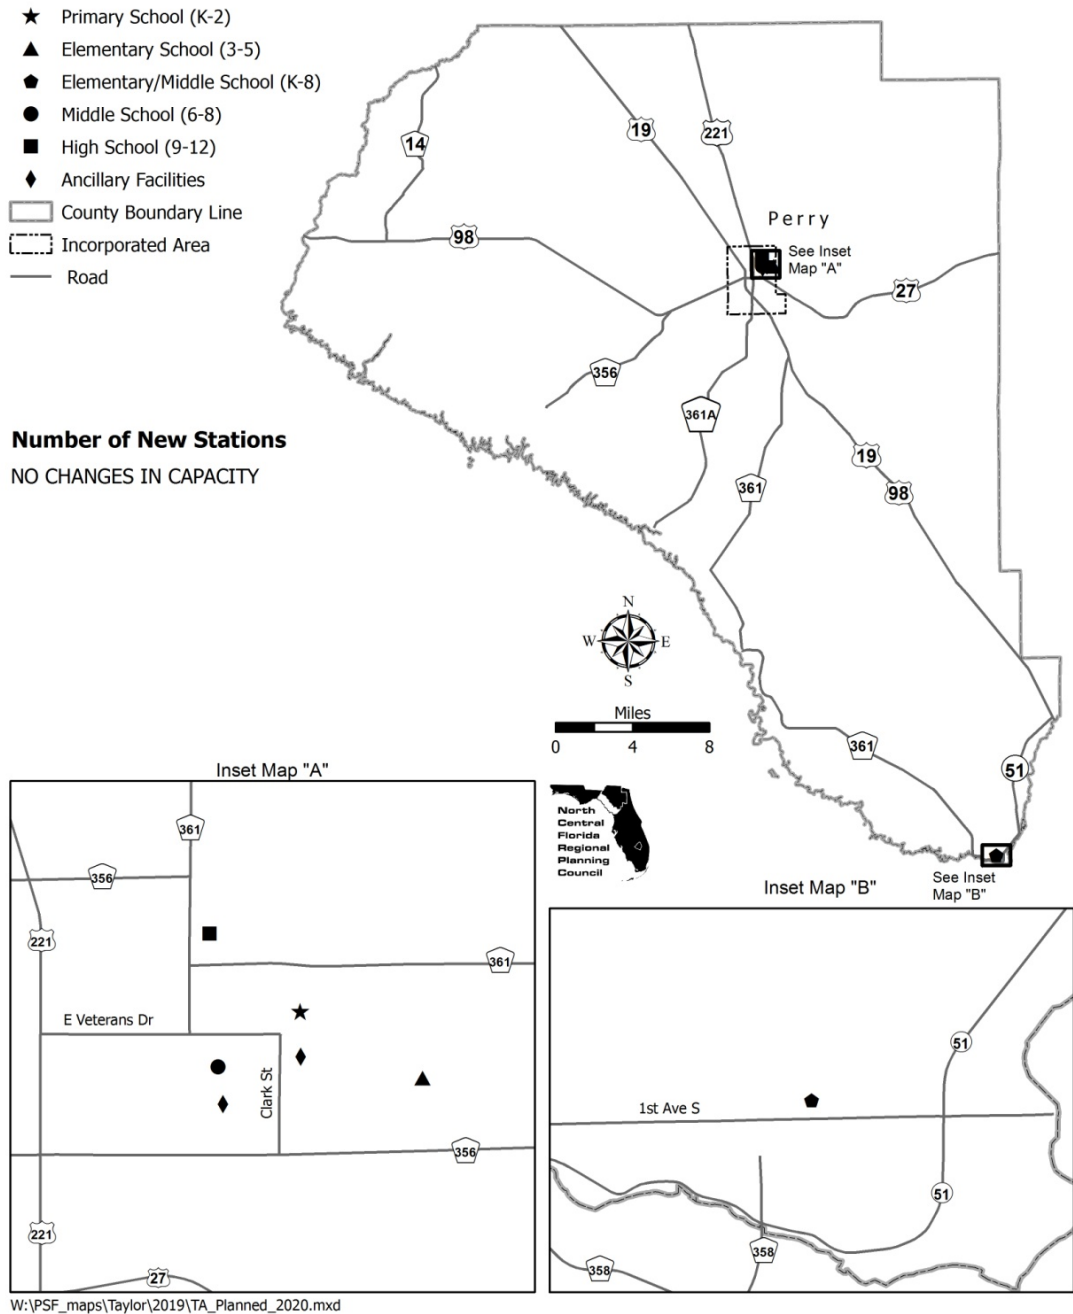 Primary School (K-2)
Elementary School (3-5)
Elementary/Middle School (K-8)
Middle School (6-8)
High School (9-12)
Ancillary Facilities
County Boundary Line
Incorporated Area
Road
Number of New Stations
NO CHANGES IN CAPACITY
14
19
221
98
Perry
See Inset
Map "A"
27
356
361A
19
361
98
N
W
E
S
Miles
0
4
8
361
51
See Inset
Map "B"
North
Central
Florida
Regional
Planning
Council
Inset Map "A"
361
356
221
361
E Veterans Dr
Clark St
356
221
27
Inset Map "B"
51
1st Ave S
51
358
358
W:\PSF_maps\Taylor\2019\TA_Planned_2020.mxd